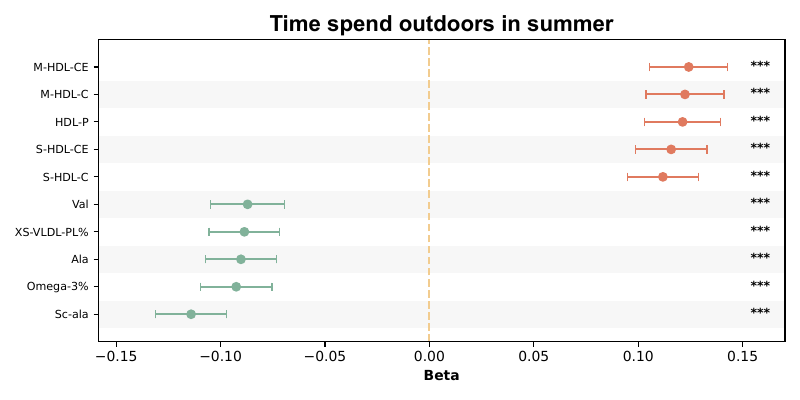 Time spend outdoors in summer
M-HDL-CE ***
M-HDL-C ***
HDL-P ***
S-HDL-CE ***
S-HDL-C ***
Val ***
XS-VLDL-PL% ***
Ala ***
Omega-3% ***
Sc-ala ***
−0.15 −0.10 −0.05 0.00 0.05 0.10 0.15
Beta